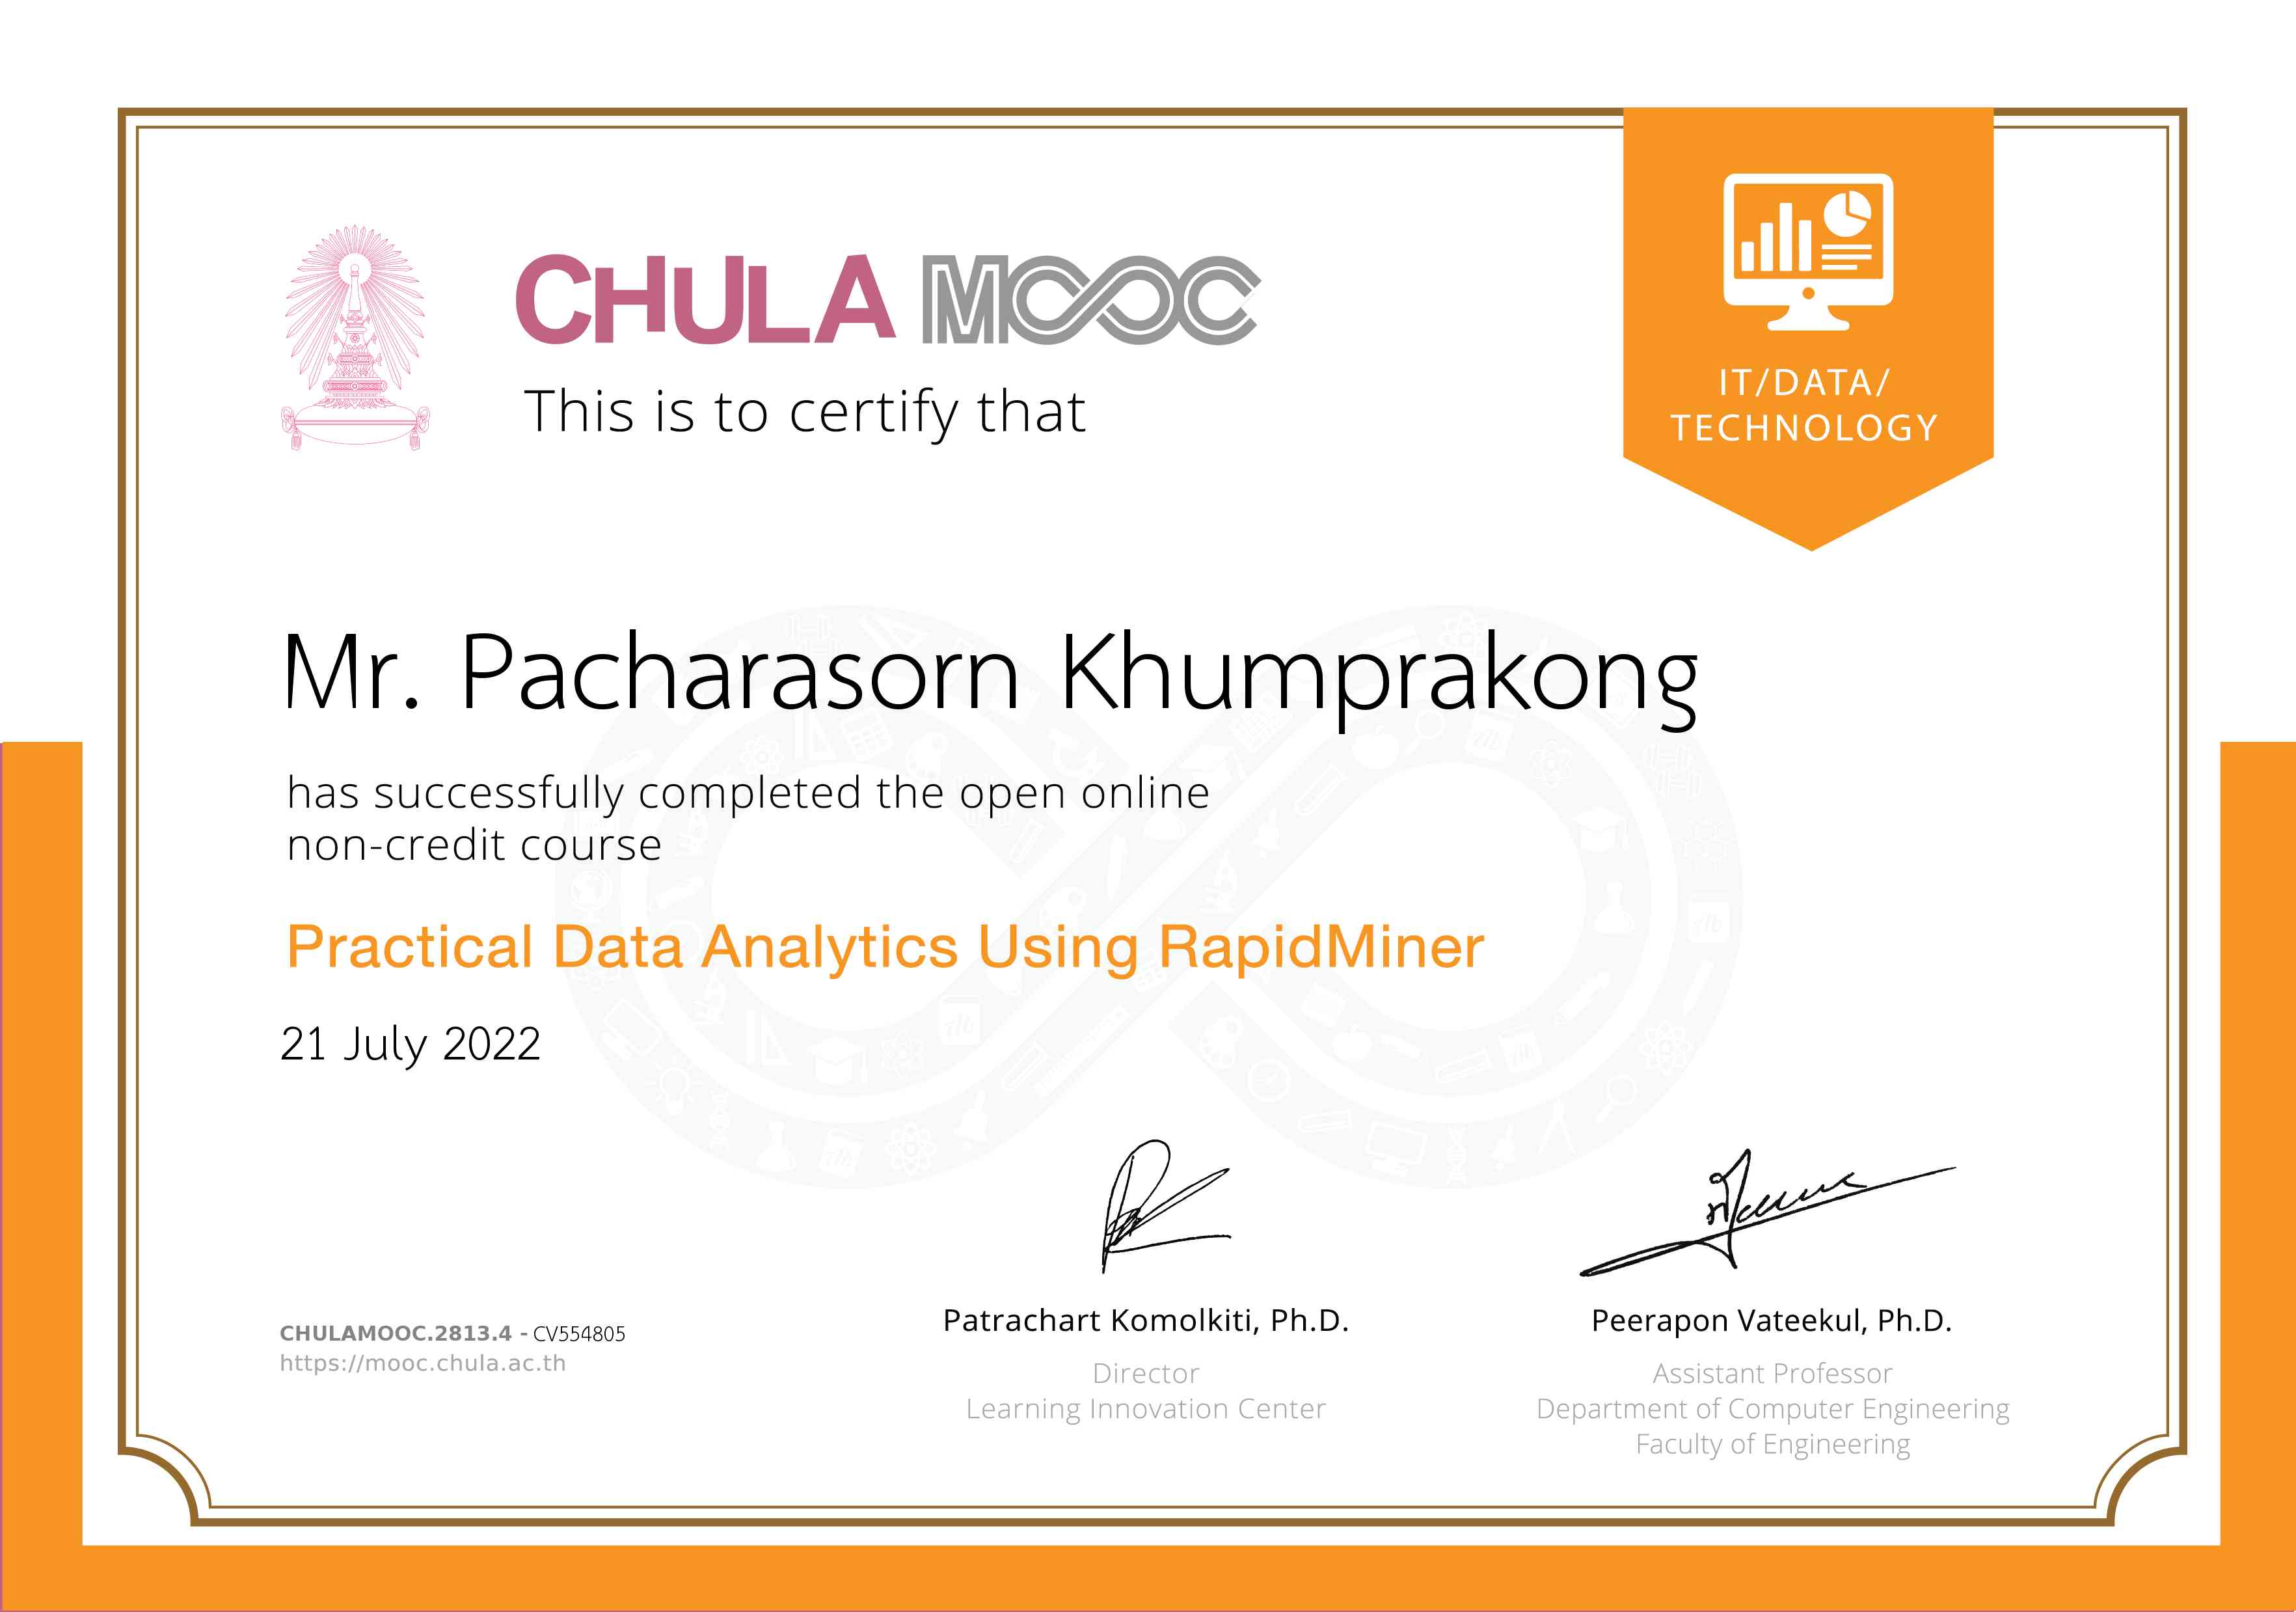 CHULA MOOC
This is to certify that
IT/DATA/
TECHNOLOGY
Mr. Pacharasorn Khumprakong
has successfully completed the open online
non-credit course
Practical Data Analytics Using RapidMiner
21 July 2022
CHULAMOOC.2813.4 - CV554805
https://mooc.chula.ac.th
Patrachart Komolkiti, Ph.D.
Director
Learning Innovation Center
Peerapon Vateekul, Ph.D.
Assistant Professor
Department of Computer Engineering
Faculty of Engineering